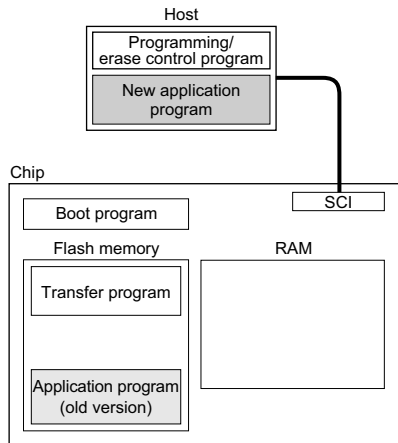 Host
Programming/
erase control program
New application
program
Chip
SCI
Boot program
Flash memory
RAM
Transfer program
Application program
(old version)